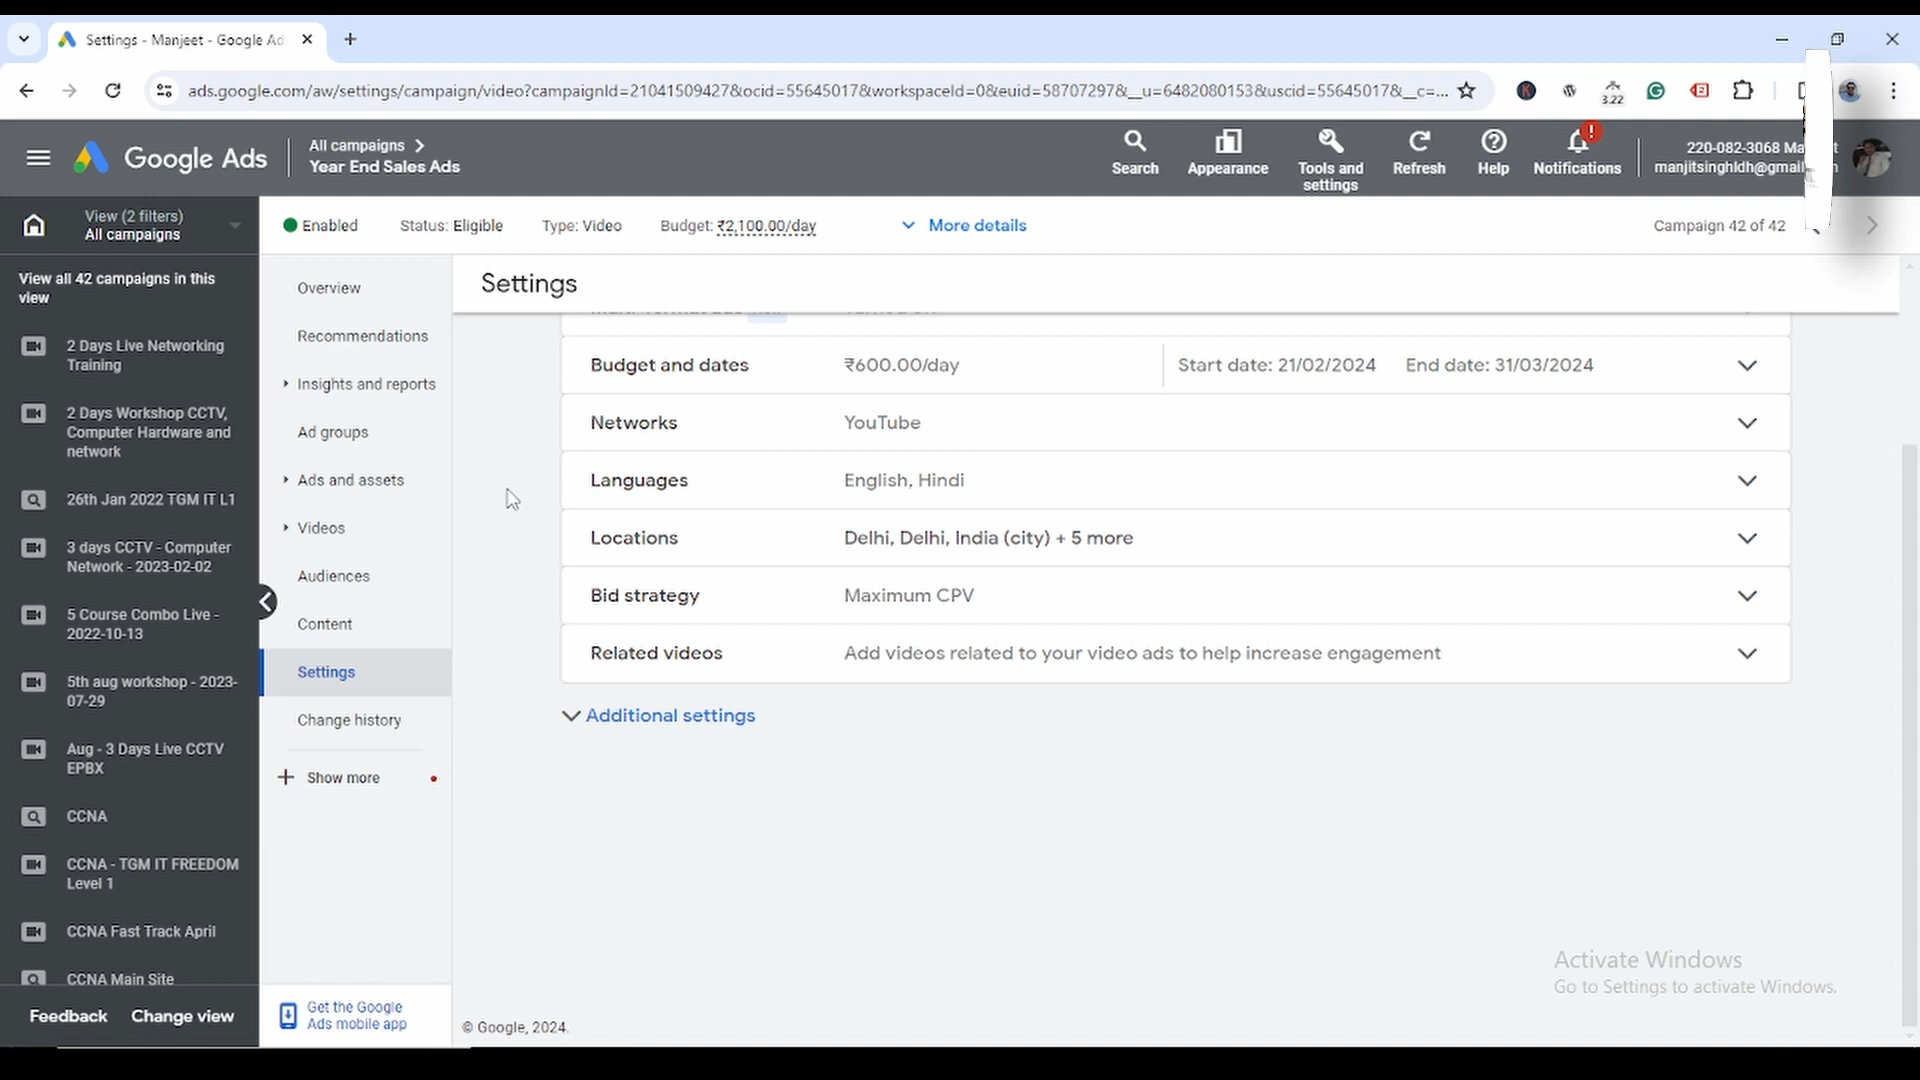 Settings - Manjeet - Google Ad
ads.google.com/aw/settings/campaign/video?campaignId=21041509427&ocid=55645017&workspaceId=0&euid=58707297&__u=6482080153&uscid=55645017&__c=...
3.22
Google Ads
All campaigns
Year End Sales Ads
Search
Appearance
Tools and
settings
Refresh
Help
Notifications
220-082-3068
manjitsinghldh@gmail
View (2 filters)
All campaigns
Enabled
Status: Eligible
Type: Video
Budget: ₹2,100.00/day
More details
Campaign 42 of 42
View all 42 campaigns in this
view
2 Days Live Networking
Training
2 Days Workshop CCTV,
Computer Hardware and
network
26th Jan 2022 TGM IT L1
3 days CCTV - Computer
Network - 2023-02-02
5 Course Combo Live -
2022-10-13
5th aug workshop - 2023-
07-29
Aug - 3 Days Live CCTV
EPBX
CCNA
CCNA - TGM IT FREEDOM
Level 1
CCNA Fast Track April
CCNA Main Site
Feedback
Change view
Overview
Recommendations
Insights and reports
Ad groups
Ads and assets
Videos
Audiences
Content
Settings
Change history
Show more
Get the Google
Ads mobile app
Settings
Budget and dates
₹600.00/day
Start date: 21/02/2024
End date: 31/03/2024
Networks
YouTube
Languages
English, Hindi
Locations
Delhi, Delhi, India (city) + 5 more
Bid strategy
Maximum CPV
Related videos
Add videos related to your video ads to help increase engagement
Additional settings
Activate Windows
Go to Settings to activate Windows.
© Google, 2024.